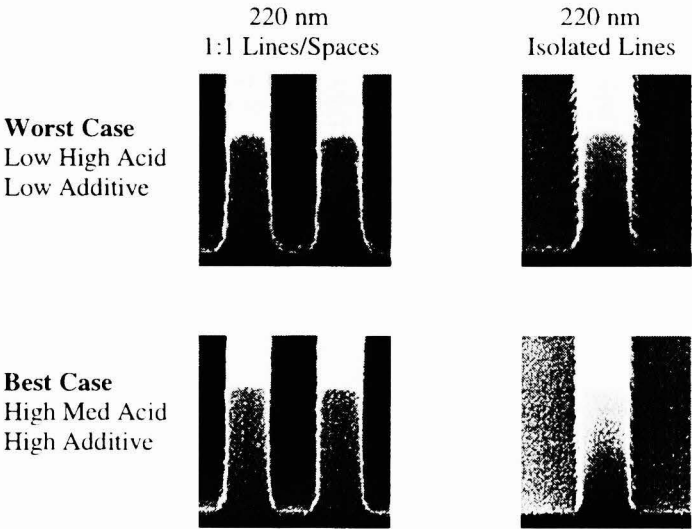 220 nm
1:1 Lines/Spaces
220 nm
Isolated Lines
Worst Case
Low High Acid
Low Additive
Best Case
High Med Acid
High Additive